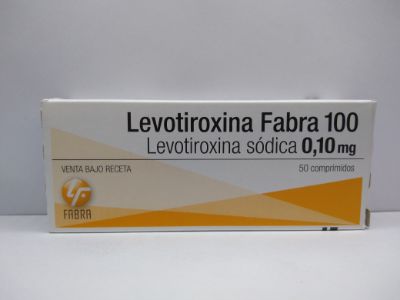 Levotiroxina Fabra 100
Levotiroxina sódica 0,10 mg
VENTA BAJO RECETA
50 comprimidos
FABRA